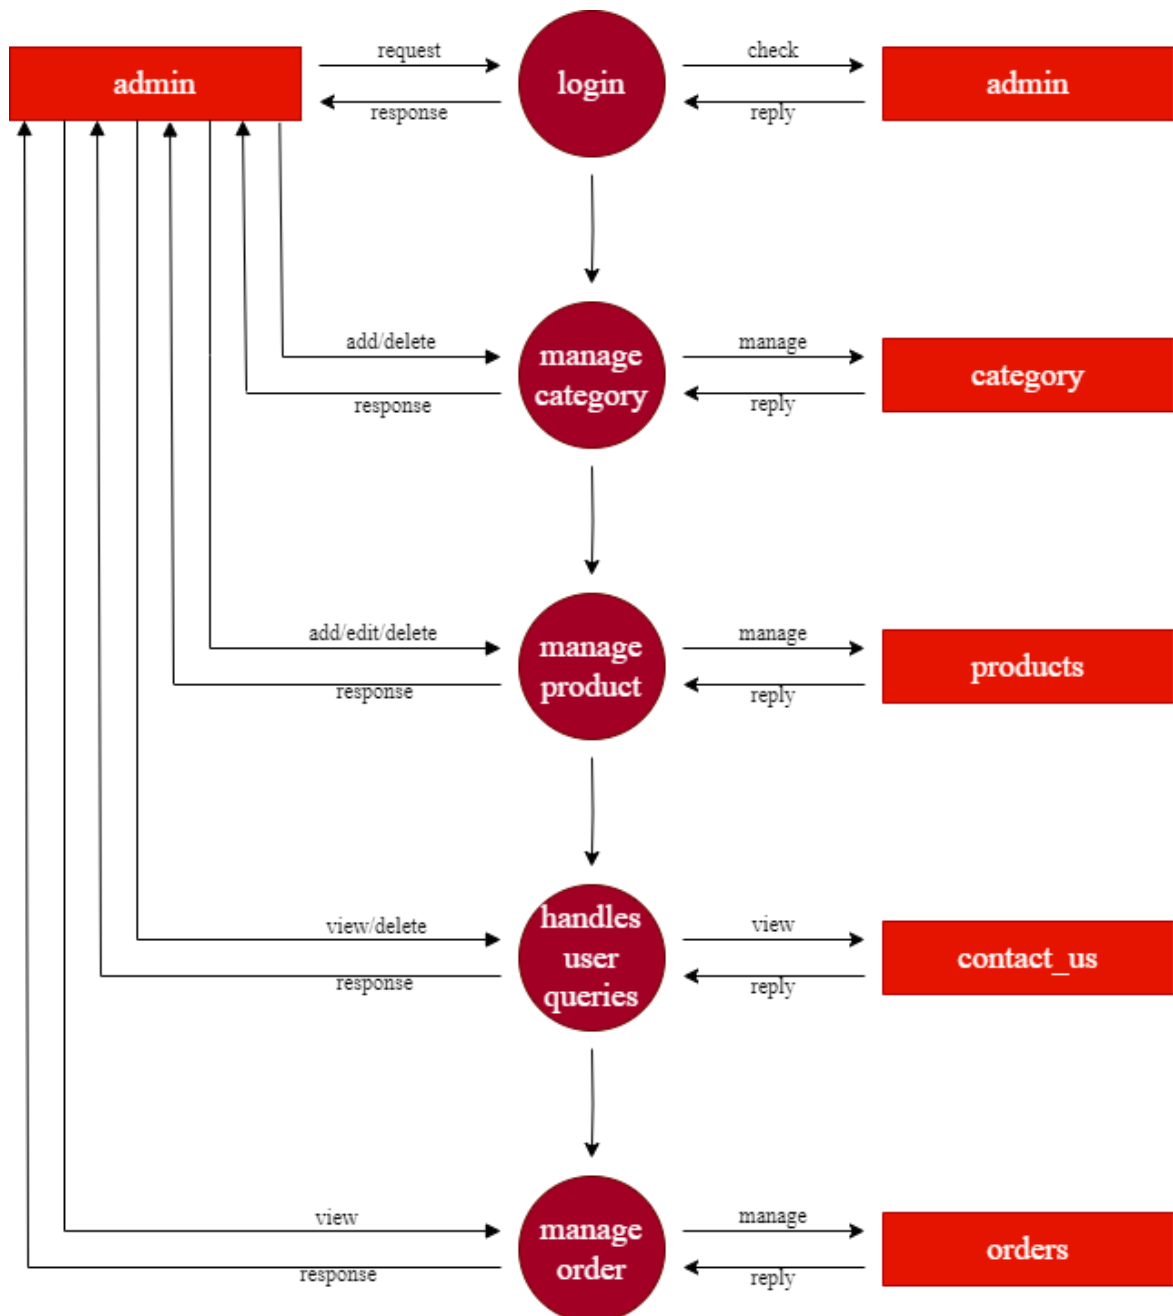 request
check
admin
login
admin
response
reply
add/delete
manage
manage
category
category
response
reply
add/edit/delete
manage
manage
product
products
response
reply
view/delete
view
handles
user
queries
contact_us
response
reply
view
manage
manage
order
orders
response
reply